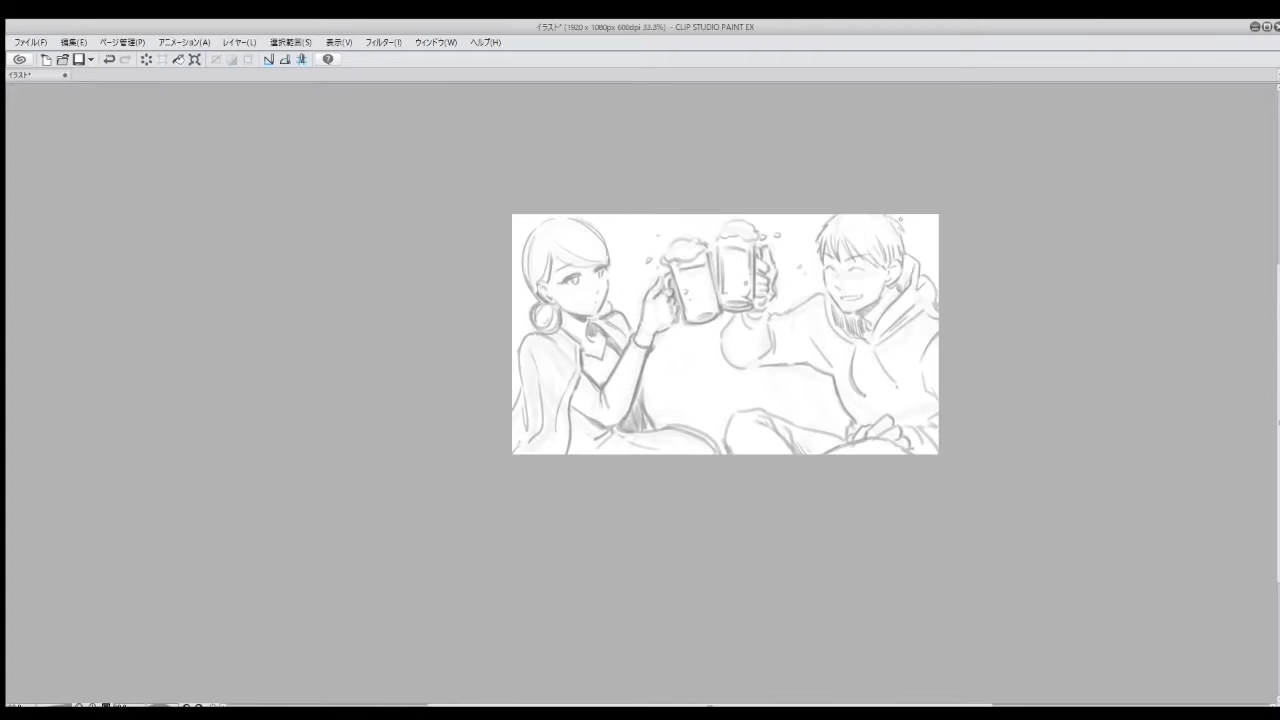 イラスト* (1920 x 1080px 600dpi 33.3%) - CLIP STUDIO PAINT EX
ファイル(F) 編集(E) ページ管理(P) アニメーション(A) レイヤー(L) 選択範囲(S) 表示(V) フィルター(I) ウィンドウ(W) ヘルプ(H)
イラスト*